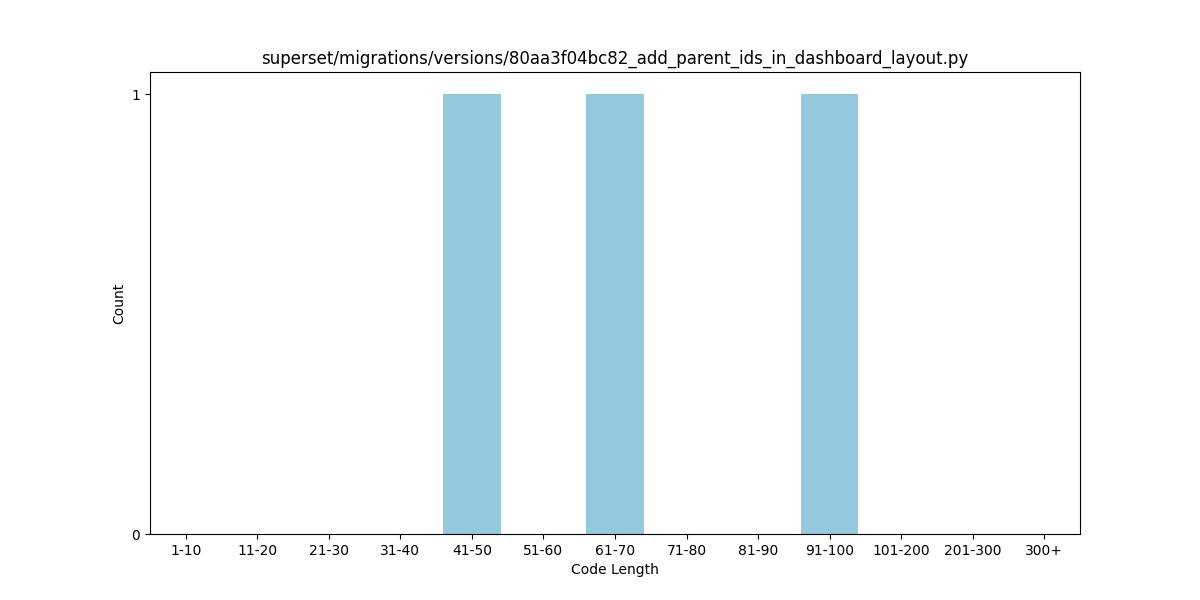 superset/migrations/versions/80aa3f04bc82_add_parent_ids_in_dashboard_layout.py
1
Count
0
1-10 11-20 21-30 31-40 41-50 51-60 61-70 71-80 81-90 91-100 101-200 201-300 300+
Code Length